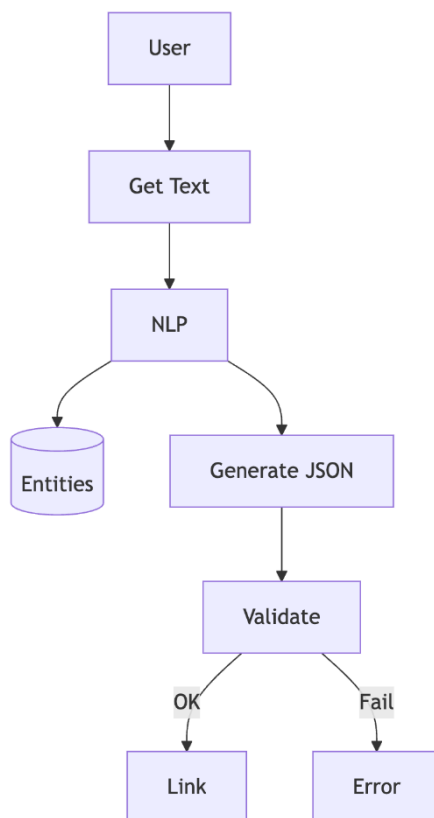 User
Get Text
NLP
Entities
Generate JSON
Validate
OK
Fail
Link
Error